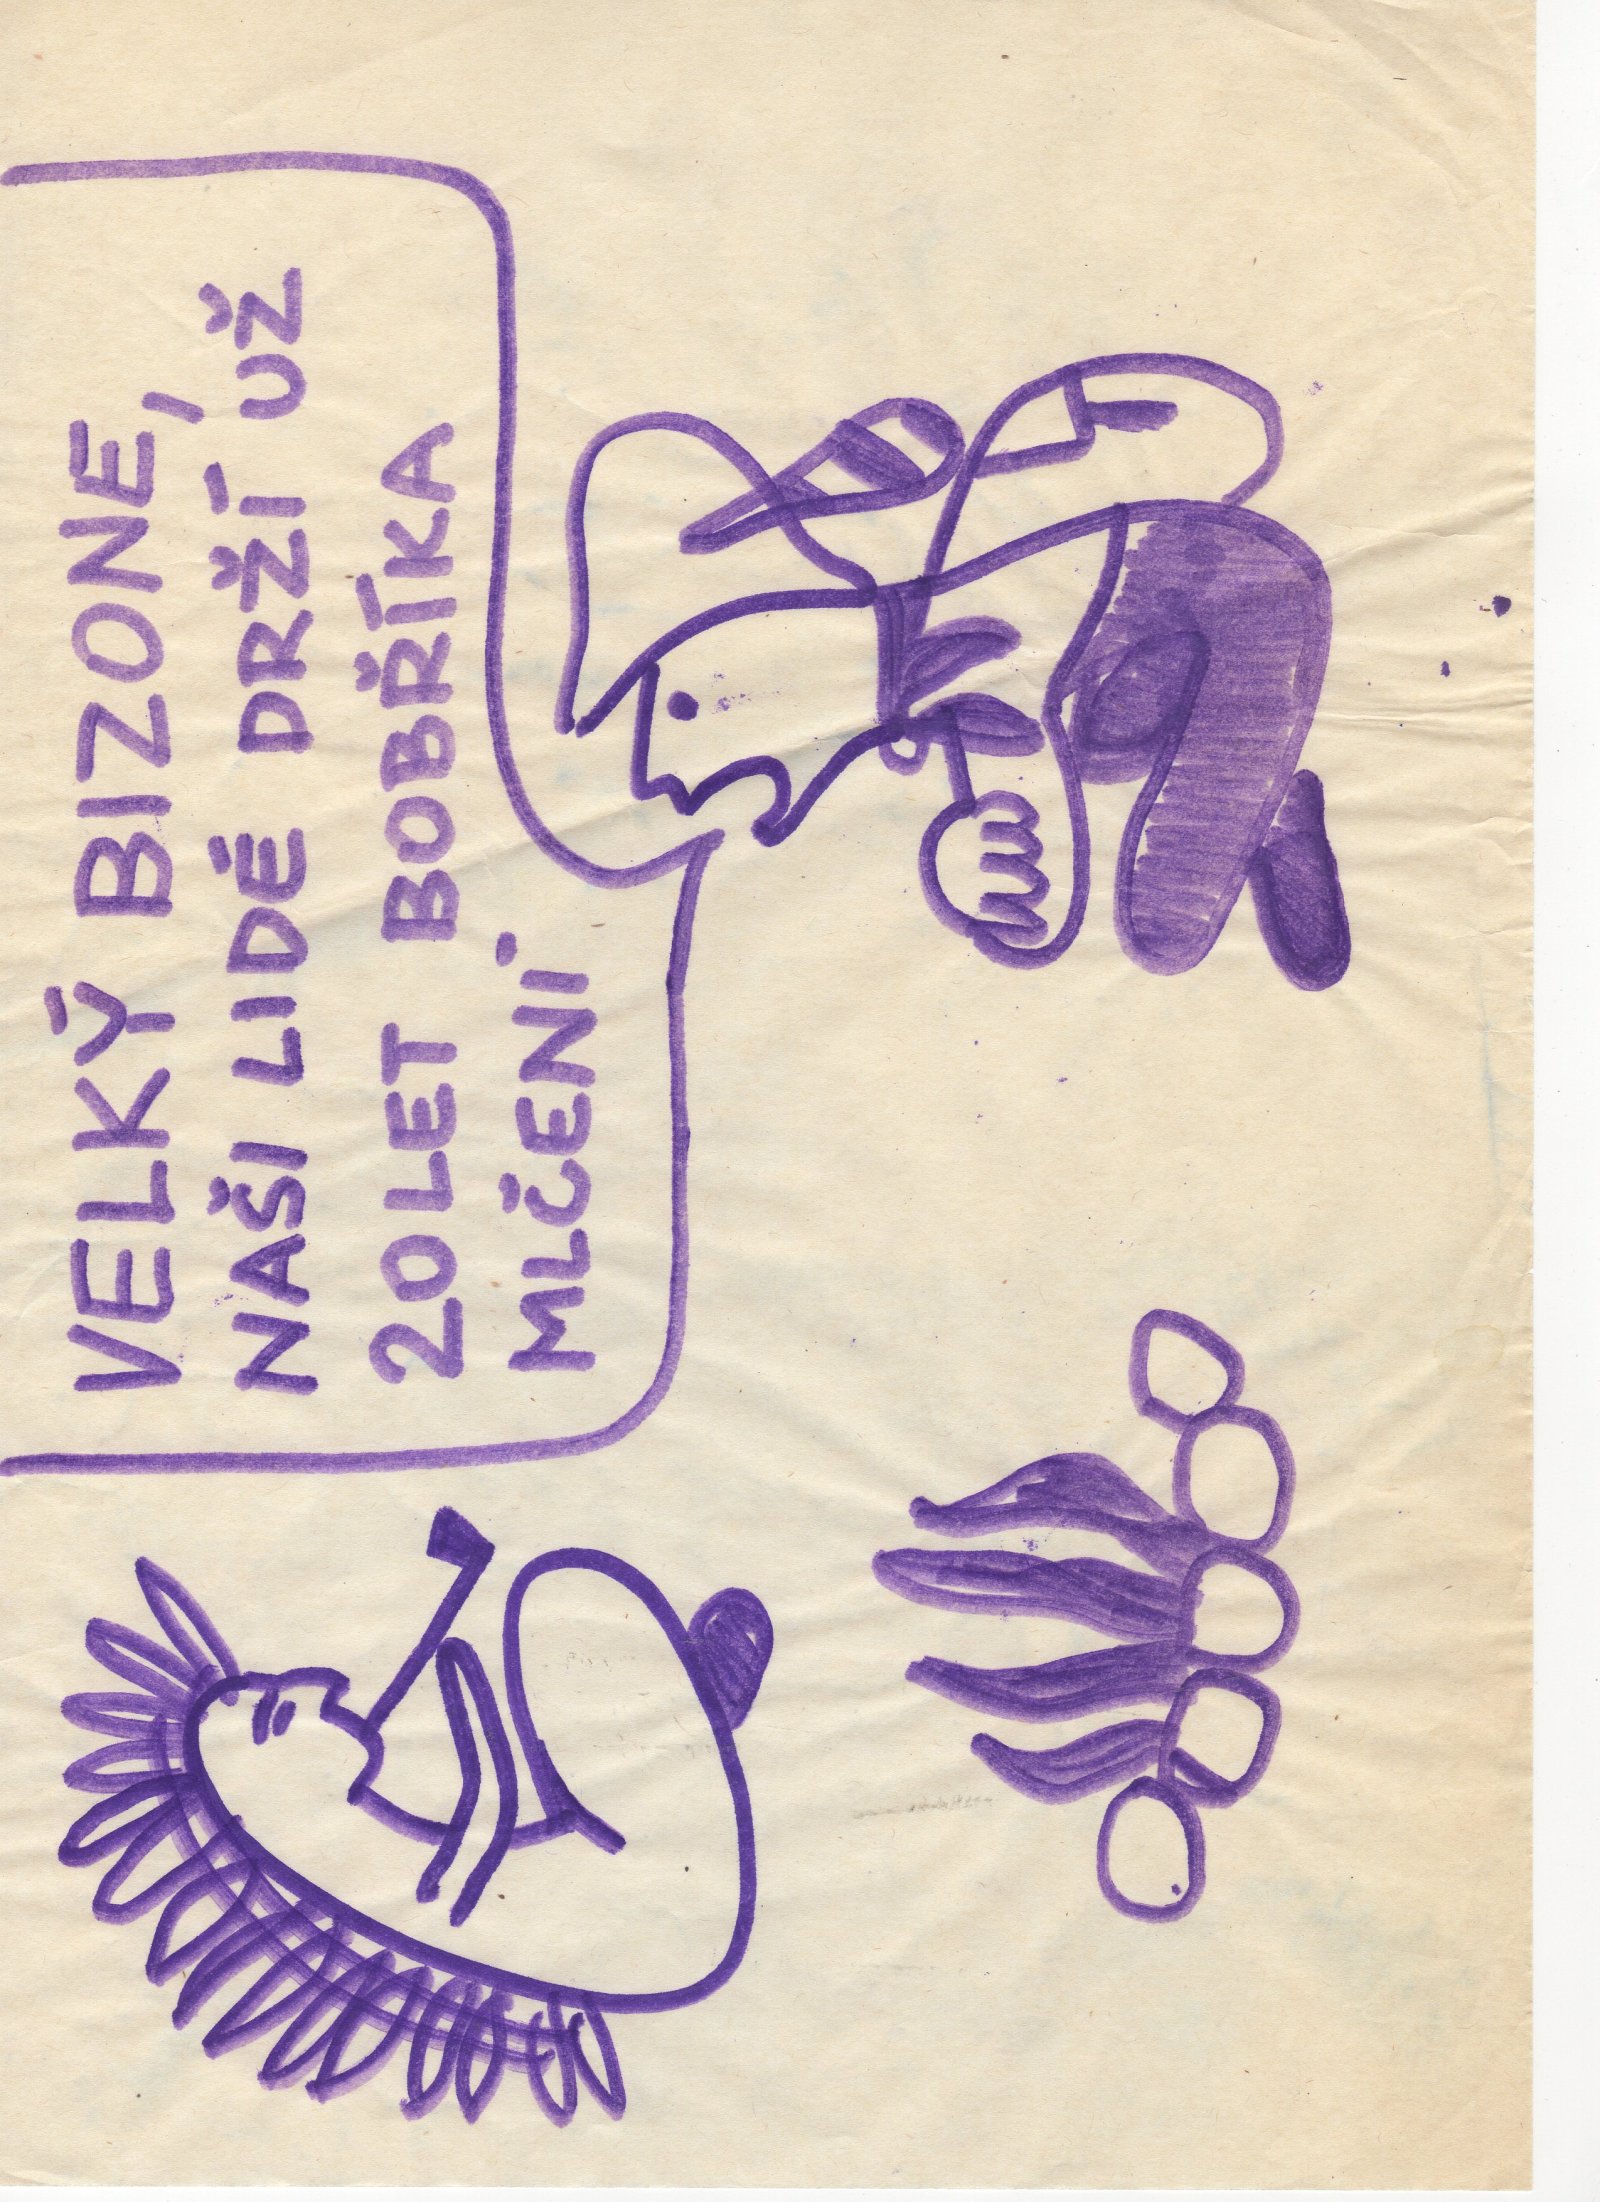 VELKÝ BIZONE,
NAŠI LIDÉ DRŽÍ UŽ
20 LET BOBŘÍKA
MLČENÍ